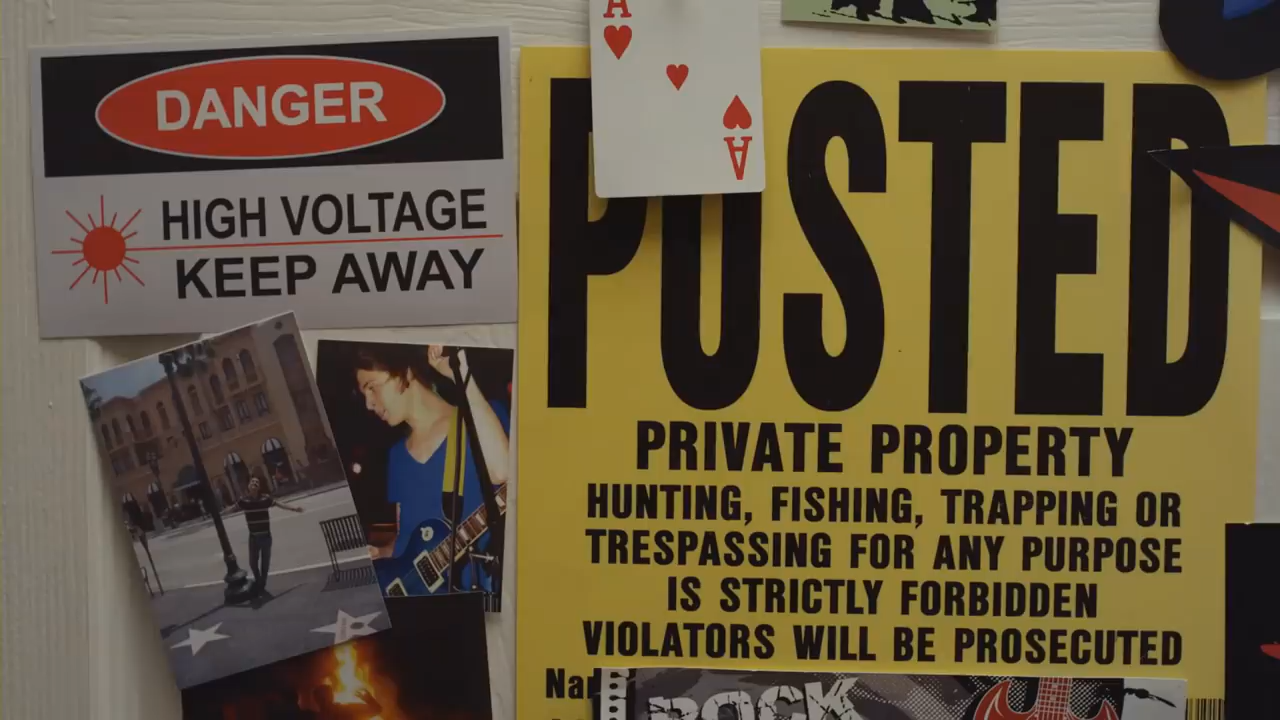 DANGER
HIGH VOLTAGE
KEEP AWAY
A
A
POSTED
PRIVATE PROPERTY
HUNTING, FISHING, TRAPPING OR
TRESPASSING FOR ANY PURPOSE
IS STRICTLY FORBIDDEN
VIOLATORS WILL BE PROSECUTED
ROCK